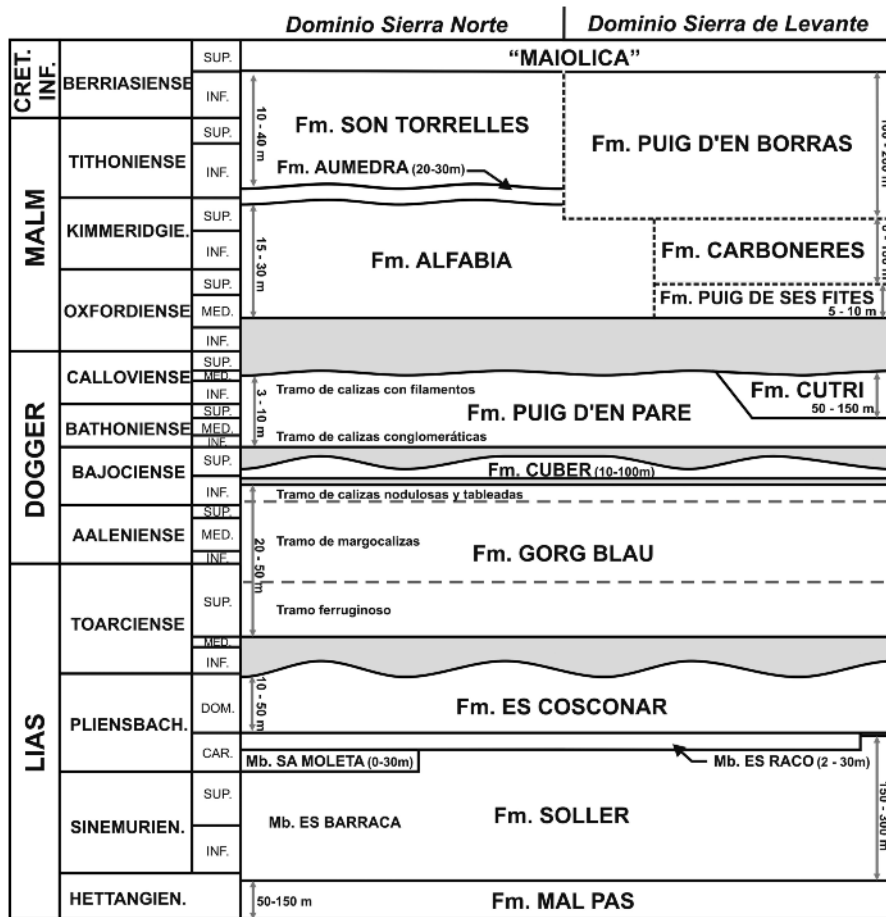 Dominio Sierra Norte
Dominio Sierra de Levante
CRET.
INF.
BERRIASIENSE
SUP.
INF.
"MAIOLICA"
10 - 40 m
Fm. SON TORRELLES
Fm. PUIG D'EN BORRAS
MALM
TITHONIENSE
SUP.
INF.
Fm. AUMEDRA (20-30m)
KIMMERIDGIE.
SUP.
INF.
15 - 30 m
Fm. ALFABIA
Fm. CARBONERES
OXFORDIENSE
SUP.
MED.
INF.
Fm. PUIG DE SES FITES
5 - 10 m
DOGGER
CALLOVIENSE
SUP.
MED.
INF.
Tramo de calizas con filamentos
Fm. CUTRI
50 - 150 m
3 - 10 m
Fm. PUIG D'EN PARE
BATHONIENSE
SUP.
MED.
INF.
Tramo de calizas conglomeráticas
BAJOCIENSE
SUP.
INF.
Fm. CUBER (10-100m)
Tramo de calizas nodulosas y tableadas
AALENIENSE
SUP.
MED.
INF.
20 - 50 m
Tramo de margocalizas
Fm. GORG BLAU
LIAS
TOARCIENSE
SUP.
MED.
INF.
Tramo ferruginoso
PLIENSBACH.
DOM.
CAR.
10 - 50 m
Fm. ES COSCONAR
Mb. SA MOLETA (0-30m)
Mb. ES RACO (2 - 30m)
SINEMURIEN.
SUP.
INF.
Mb. ES BARRACA
Fm. SOLLER
150 - 300 m
HETTANGIEN.
50-150 m
Fm. MAL PAS